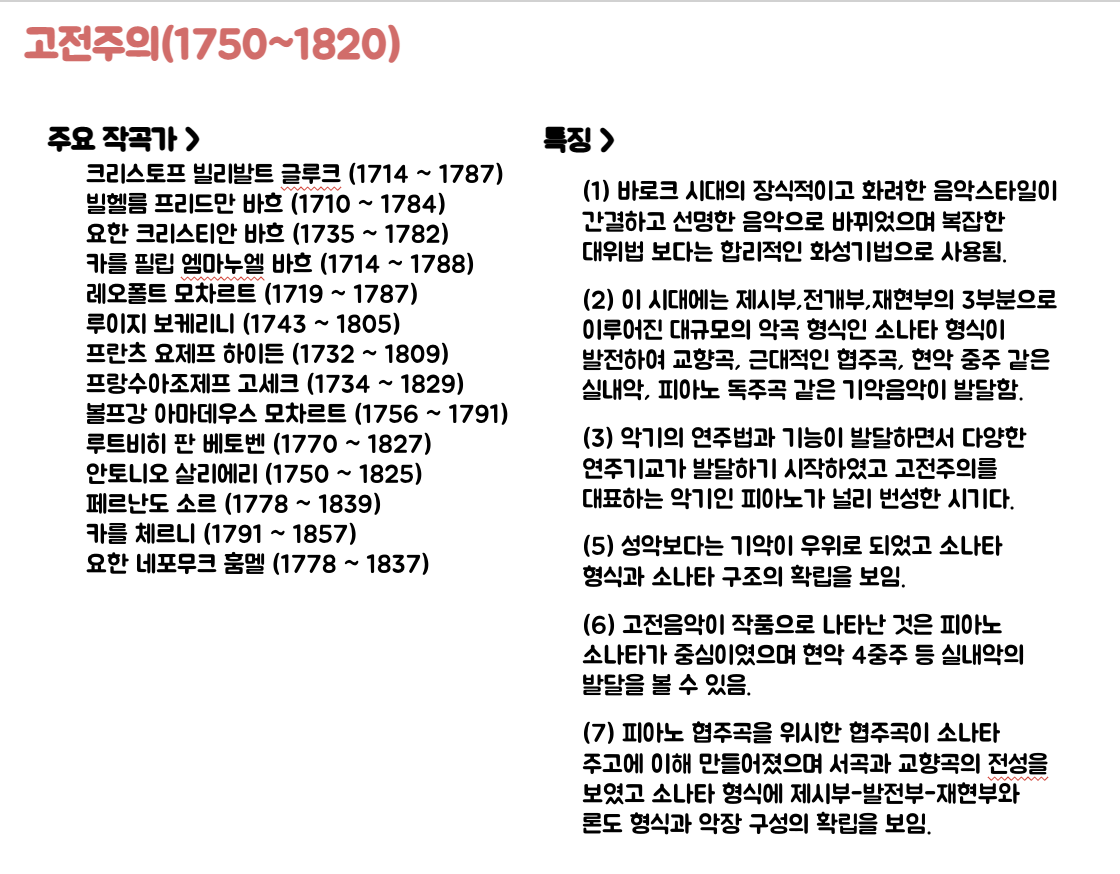 고전주의(1750~1820)
주요 작곡가 >
크리스토프 빌리발트 글루크 (1714 ~ 1787)
빌헬름 프리드만 바흐 (1710 ~ 1784)
요한 크리스티안 바흐 (1735 ~ 1782)
카를 필립 엠마누엘 바흐 (1714 ~ 1788)
레오폴트 모차르트 (1719 ~ 1787)
루이지 보케리니 (1743 ~ 1805)
프란츠 요제프 하이든 (1732 ~ 1809)
프랑수아조제프 고세크 (1734 ~ 1829)
볼프강 아마데우스 모차르트 (1756 ~ 1791)
루트비히 판 베토벤 (1770 ~ 1827)
안토니오 살리에리 (1750 ~ 1825)
페르난도 소르 (1778 ~ 1839)
카를 체르니 (1791 ~ 1857)
요한 네포무크 훔멜 (1778 ~ 1837)
특징 >
(1) 바로크 시대의 장식적이고 화려한 음악스타일이
간결하고 선명한 음악으로 바뀌었으며 복잡한
대위법 보다는 합리적인 화성기법으로 사용됨.
(2) 이 시대에는 제시부,전개부,재현부의 3부분으로
이루어진 대규모의 악곡 형식인 소나타 형식이
발전하여 교향곡, 근대적인 협주곡, 현악 중주 같은
실내악, 피아노 독주곡 같은 기악음악이 발달함.
(3) 악기의 연주법과 기능이 발달하면서 다양한
연주기교가 발달하기 시작하였고 고전주의를
대표하는 악기인 피아노가 널리 번성한 시기다.
(5) 성악보다는 기악이 우위로 되었고 소나타
형식과 소나타 구조의 확립을 보임.
(6) 고전음악이 작품으로 나타난 것은 피아노
소나타가 중심이였으며 현악 4중주 등 실내악의
발달을 볼 수 있음.
(7) 피아노 협주곡을 위시한 협주곡이 소나타
주고에 이해 만들어졌으며 서곡과 교향곡의 전성을
보였고 소나타 형식에 제시부-발전부-재현부와
론도 형식과 악장 구성의 확립을 보임.